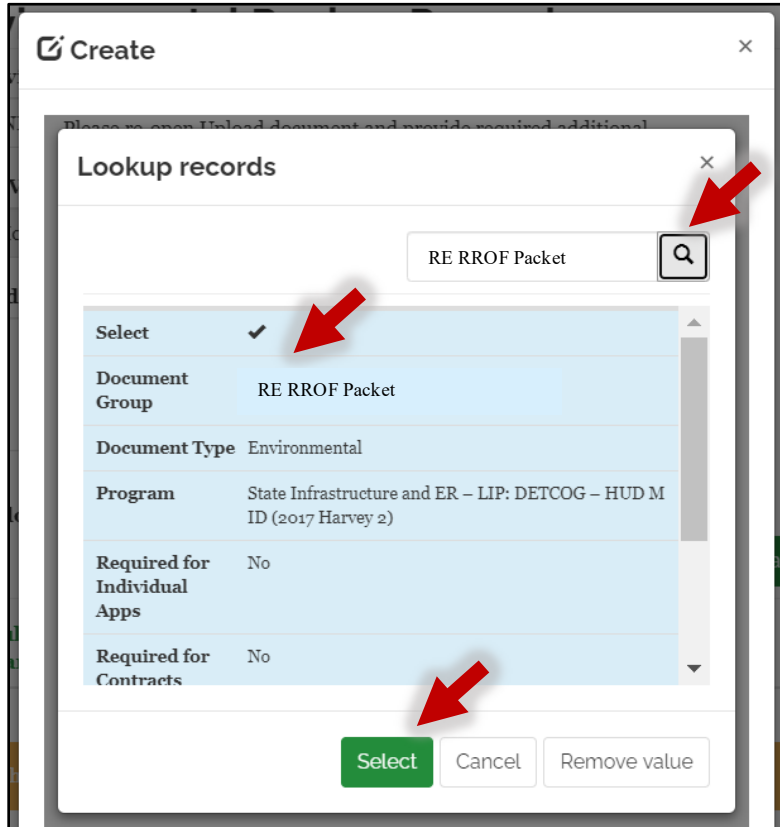 Create
×
Please re-open Upload document and provide required additional
Lookup records
×
RE RROF Packet
Select ✔
Document Group RE RROF Packet
Document Type Environmental
Program State Infrastructure and ER – LIP: DETCOG – HUD M
ID (2017 Harvey 2)
Required for Individual Apps No
Required for Contracts No
Select Cancel Remove value